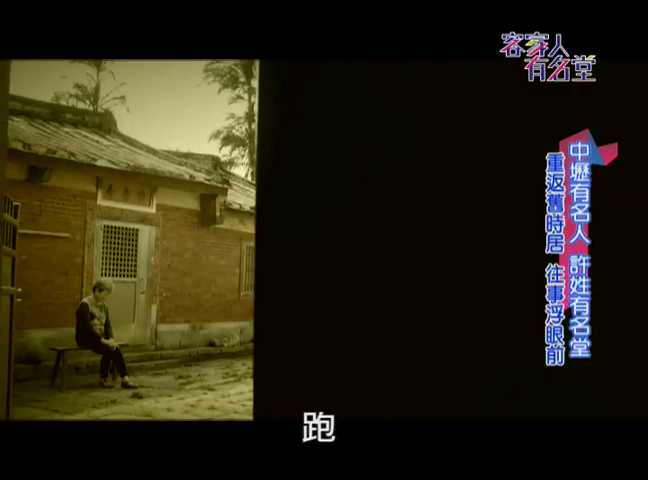 客家人
有名堂
中壢有名人 許姓有名堂
重返舊時居 往事浮眼前
跑